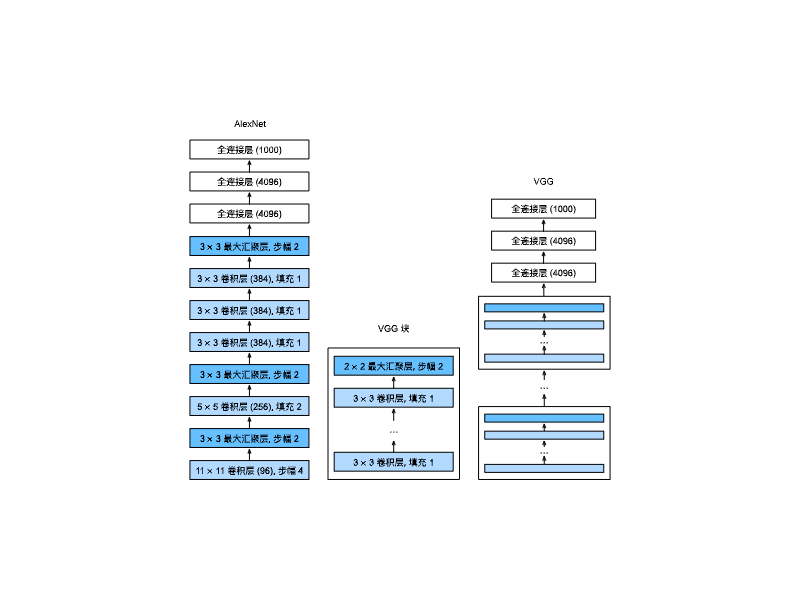 AlexNet
全连接层 (1000)
全连接层 (4096)
全连接层 (4096)
3 × 3 最大汇聚层, 步幅 2
3 × 3 卷积层 (384), 填充 1
3 × 3 卷积层 (384), 填充 1
3 × 3 卷积层 (384), 填充 1
3 × 3 最大汇聚层, 步幅 2
5 × 5 卷积层 (256), 填充 2
3 × 3 最大汇聚层, 步幅 2
11 × 11 卷积层 (96), 步幅 4
VGG 块
2 × 2 最大汇聚层, 步幅 2
3 × 3 卷积层, 填充 1
...
3 × 3 卷积层, 填充 1
VGG
全连接层 (1000)
全连接层 (4096)
全连接层 (4096)
...
...
...